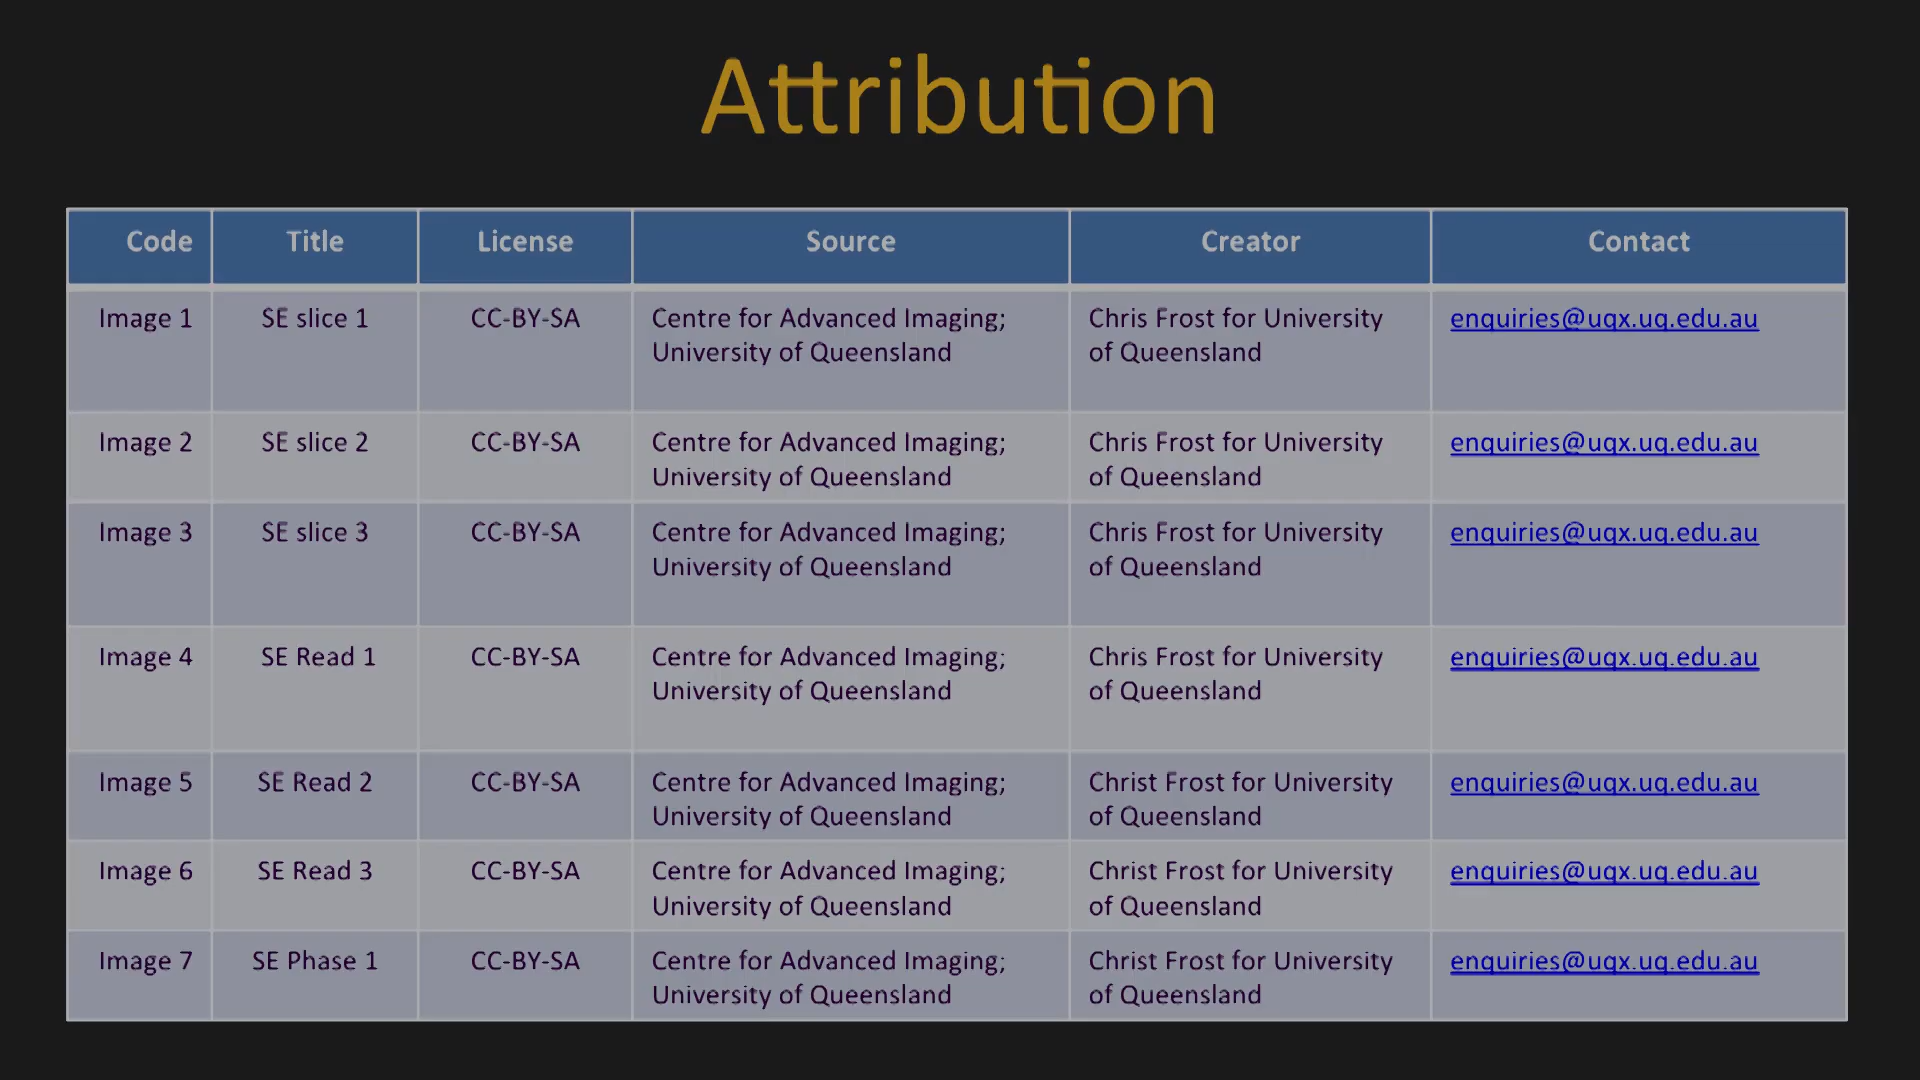 Attribution
Code Title License Source Creator Contact
Image 1 SE slice 1 CC-BY-SA Centre for Advanced Imaging; Chris Frost for University enquiries@uqx.uq.edu.au
University of Queensland of Queensland
Image 2 SE slice 2 CC-BY-SA Centre for Advanced Imaging; Chris Frost for University enquiries@uqx.uq.edu.au
University of Queensland of Queensland
Image 3 SE slice 3 CC-BY-SA Centre for Advanced Imaging; Chris Frost for University enquiries@uqx.uq.edu.au
University of Queensland of Queensland
Image 4 SE Read 1 CC-BY-SA Centre for Advanced Imaging; Chris Frost for University enquiries@uqx.uq.edu.au
University of Queensland of Queensland
Image 5 SE Read 2 CC-BY-SA Centre for Advanced Imaging; Christ Frost for University enquiries@uqx.uq.edu.au
University of Queensland of Queensland
Image 6 SE Read 3 CC-BY-SA Centre for Advanced Imaging; Christ Frost for University enquiries@uqx.uq.edu.au
University of Queensland of Queensland
Image 7 SE Phase 1 CC-BY-SA Centre for Advanced Imaging; Christ Frost for University enquiries@uqx.uq.edu.au
University of Queensland of Queensland